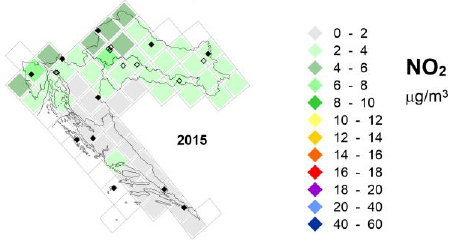 0 - 2
2 - 4
4 - 6
6 - 8
8 - 10
10 - 12
12 - 14
14 - 16
16 - 18
18 - 20
20 - 40
40 - 60
NO₂
µg/m³
2015